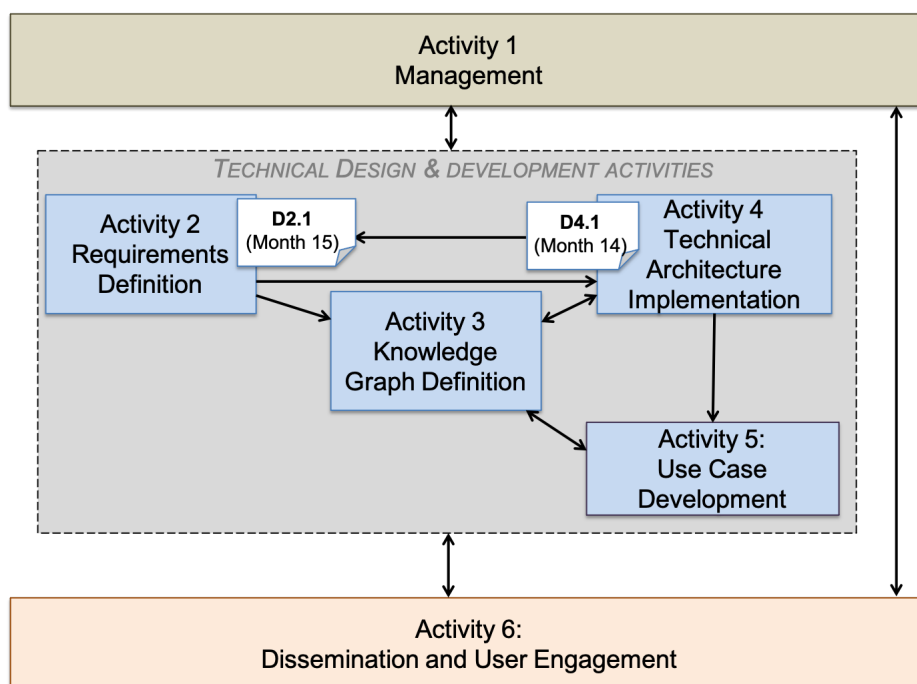 Activity 1
Management
TECHNICAL DESIGN & DEVELOPMENT ACTIVITIES
Activity 2
Requirements
Definition
D2.1
(Month 15)
D4.1
(Month 14)
Activity 4
Technical
Architecture
Implementation
Activity 3
Knowledge
Graph Definition
Activity 5:
Use Case
Development
Activity 6:
Dissemination and User Engagement